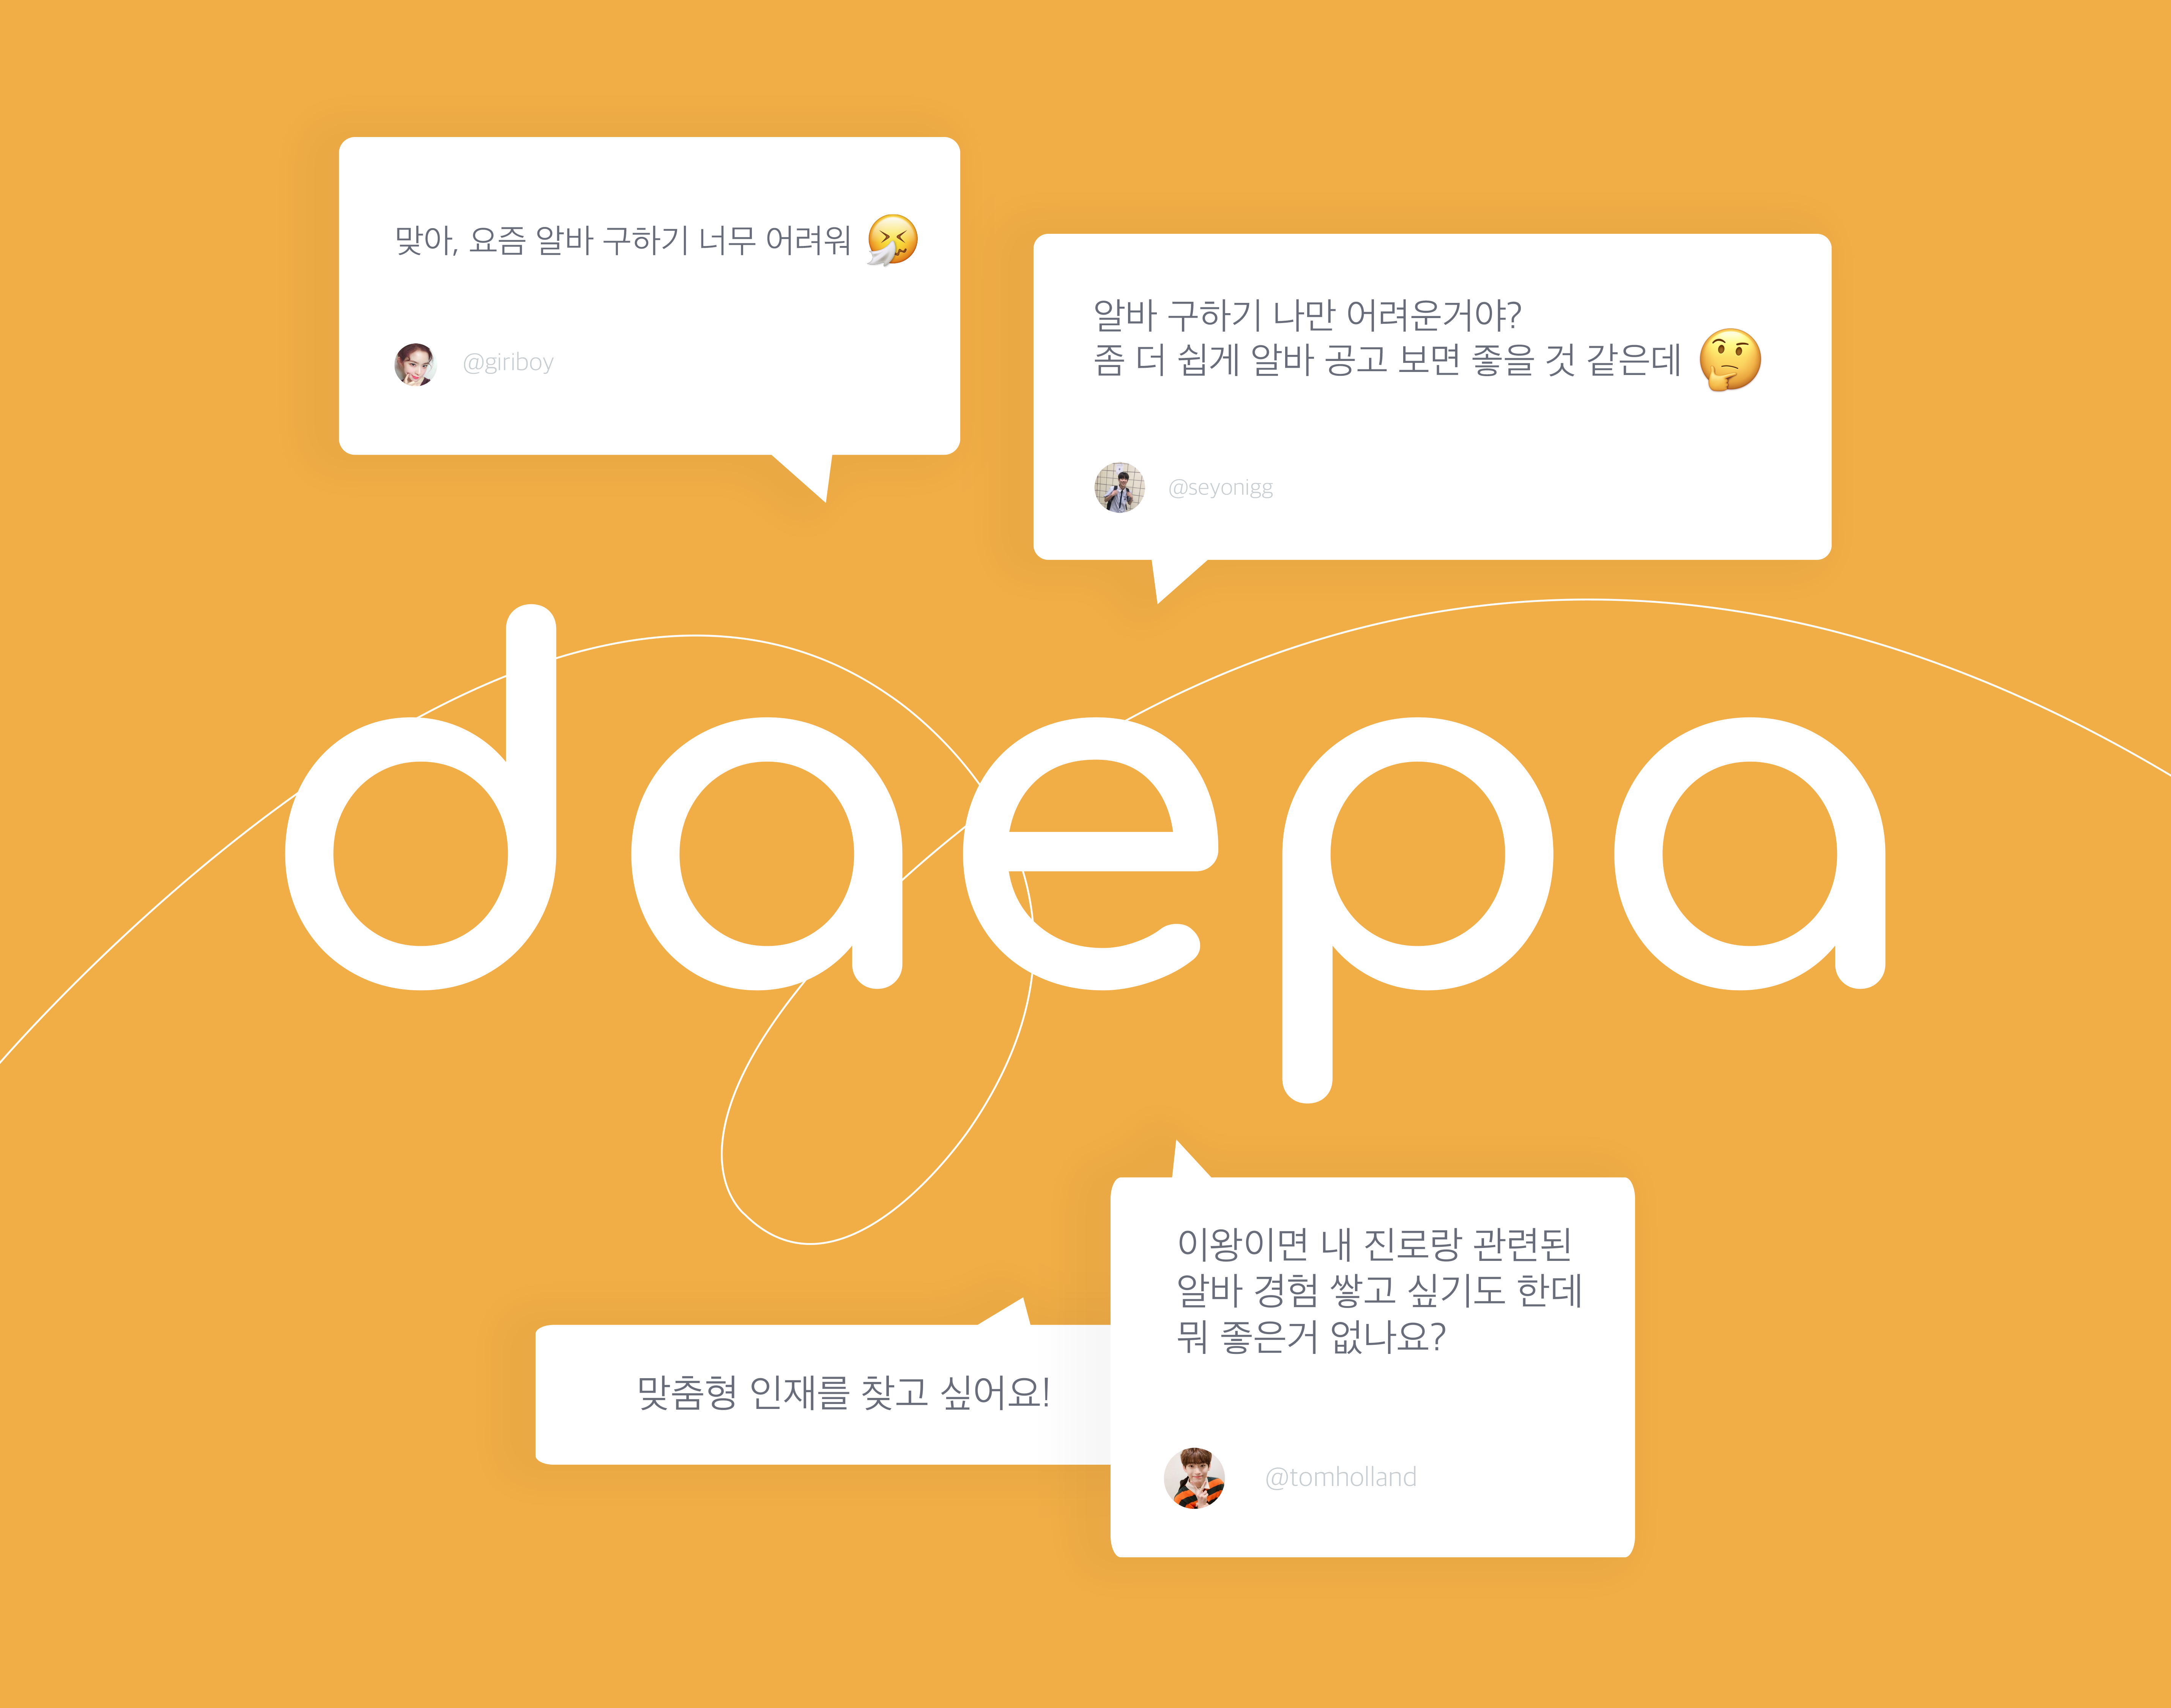 맞아, 요즘 알바 구하기 너무 어려워 🤧
@giriboy
알바 구하기 나만 어려운거야?
좀 더 쉽게 알바 공고 보면 좋을 것 같은데 🤔
@seyonigg
daepa
이왕이면 내 진로랑 관련된
알바 경험 쌓고 싶기도 한데
뭐 좋은거 없나요?
@tomholland
맞춤형 인재를 찾고 싶어요!